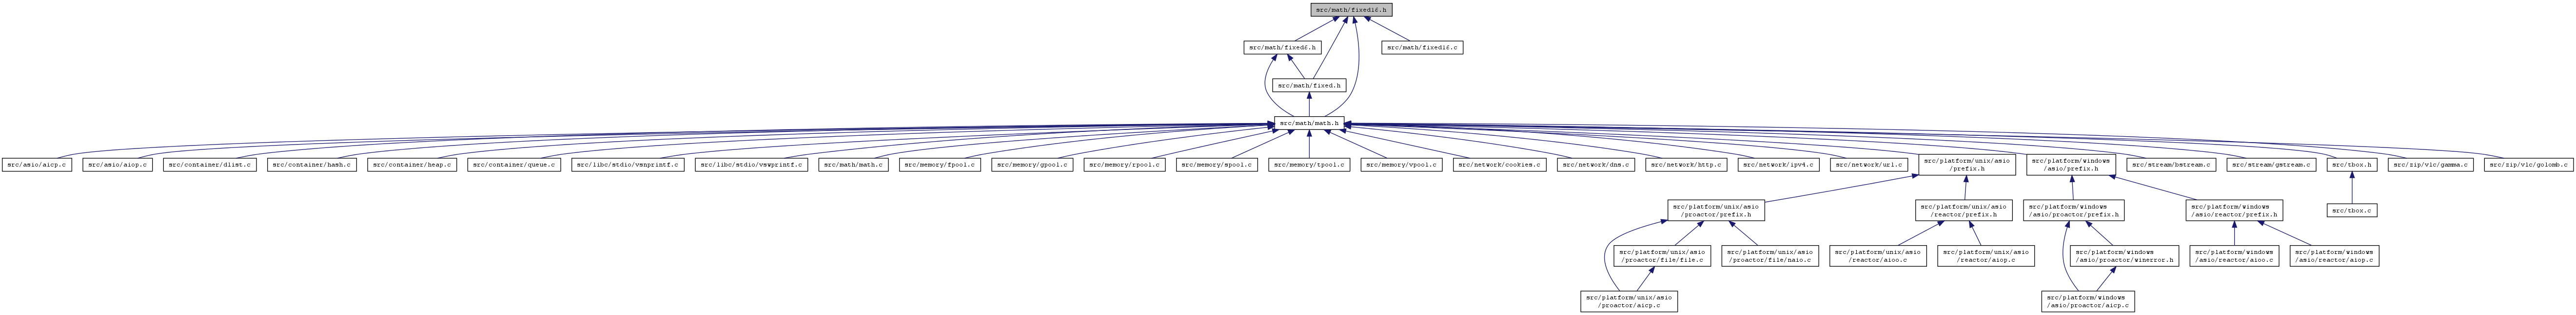 src/math/fixed16.h
src/math/fixed6.h
src/math/fixed16.c
src/math/fixed.h
src/math/math.h
src/asio/aicp.c
src/asio/aiop.c
src/container/dlist.c
src/container/hash.c
src/container/heap.c
src/container/queue.c
src/libc/stdio/vsnprintf.c
src/libc/stdio/vswprintf.c
src/math/math.c
src/memory/fpool.c
src/memory/gpool.c
src/memory/rpool.c
src/memory/spool.c
src/memory/tpool.c
src/memory/vpool.c
src/network/cookies.c
src/network/dns.c
src/network/http.c
src/network/ipv4.c
src/network/url.c
src/platform/unix/asio
/prefix.h
src/platform/windows
/asio/prefix.h
src/stream/bstream.c
src/stream/gstream.c
src/tbox.h
src/zip/vlc/gamma.c
src/zip/vlc/golomb.c
src/platform/unix/asio
/proactor/prefix.h
src/platform/unix/asio
/reactor/prefix.h
src/platform/windows
/asio/proactor/prefix.h
src/platform/windows
/asio/reactor/prefix.h
src/tbox.c
src/platform/unix/asio
/proactor/file/file.c
src/platform/unix/asio
/proactor/file/naio.c
src/platform/unix/asio
/reactor/aioo.c
src/platform/unix/asio
/reactor/aiop.c
src/platform/windows
/asio/proactor/winerror.h
src/platform/windows
/asio/reactor/aioo.c
src/platform/windows
/asio/reactor/aiop.c
src/platform/unix/asio
/proactor/aicp.c
src/platform/windows
/asio/proactor/aicp.c